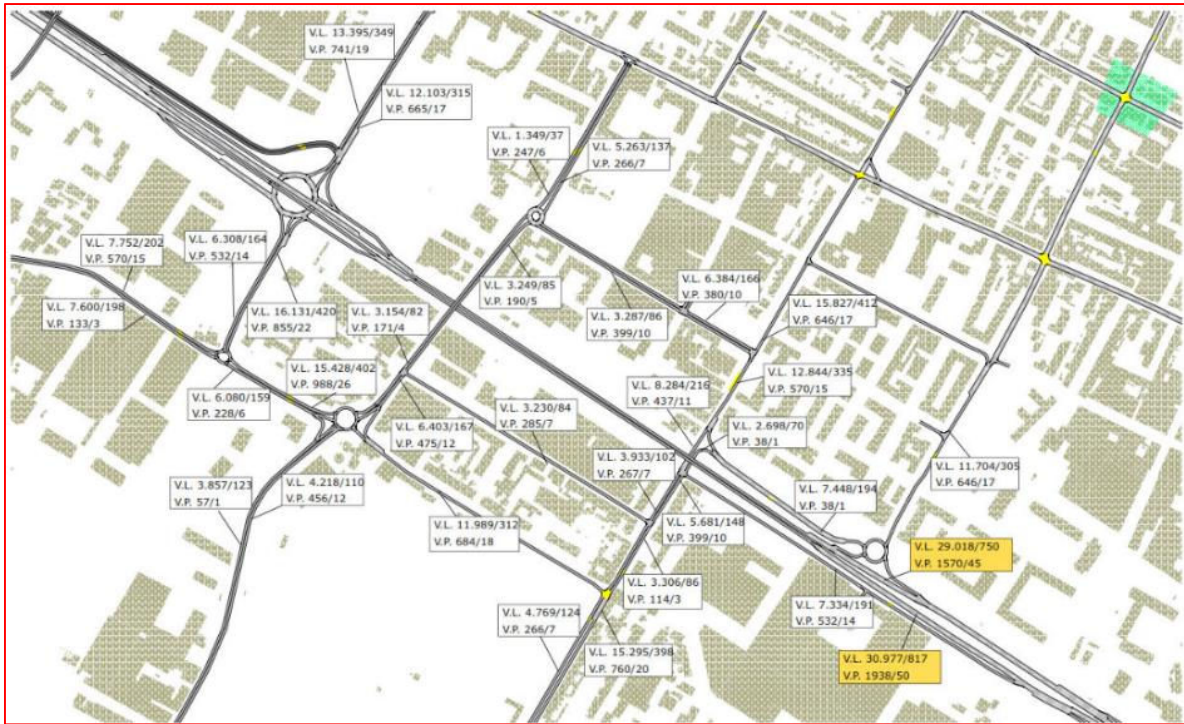 V.L. 13.395/349
V.P. 741/19
V.L. 12.103/315
V.P. 665/17
V.L. 1.349/37
V.P. 247/6
V.L. 5.263/137
V.P. 266/7
V.L. 7.752/202
V.P. 570/15
V.L. 6.308/164
V.P. 532/14
V.L. 7.600/198
V.P. 133/3
V.L. 16.131/420
V.P. 855/22
V.L. 3.154/82
V.P. 171/4
V.L. 3.249/85
V.P. 190/5
V.L. 6.384/166
V.P. 380/10
V.L. 3.287/86
V.P. 399/10
V.L. 15.827/412
V.P. 646/17
V.L. 15.428/402
V.P. 988/26
V.L. 6.080/159
V.P. 228/6
V.L. 8.284/216
V.P. 437/11
V.L. 12.844/335
V.P. 570/15
V.L. 6.403/167
V.P. 475/12
V.L. 3.230/84
V.P. 285/7
V.L. 2.698/70
V.P. 38/1
V.L. 3.933/102
V.P. 267/7
V.L. 11.704/305
V.P. 646/17
V.L. 3.857/123
V.P. 57/1
V.L. 4.218/110
V.P. 456/12
V.L. 7.448/194
V.P. 38/1
V.L. 11.989/312
V.P. 684/18
V.L. 5.681/148
V.P. 399/10
V.L. 29.018/750
V.P. 1570/45
V.L. 3.306/86
V.P. 114/3
V.L. 7.334/191
V.P. 532/14
V.L. 4.769/124
V.P. 266/7
V.L. 15.295/398
V.P. 760/20
V.L. 30.977/817
V.P. 1938/50